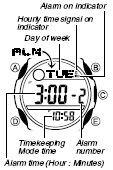 Alarm on indicator
Hourly time signal on
indicator
Day of week
ALM
TUE
A
B
3:00-2
C
10:58
D
E
Timekeeping
Mode time
Alarm
number
Alarm time (Hour : Minutes)